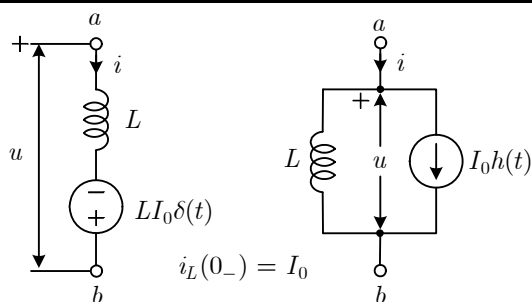 a
+
i
L
u
−
+
LI₀δ(t)
b
a
i
+
L
u
I₀h(t)
i_L(0₋) = I₀
b